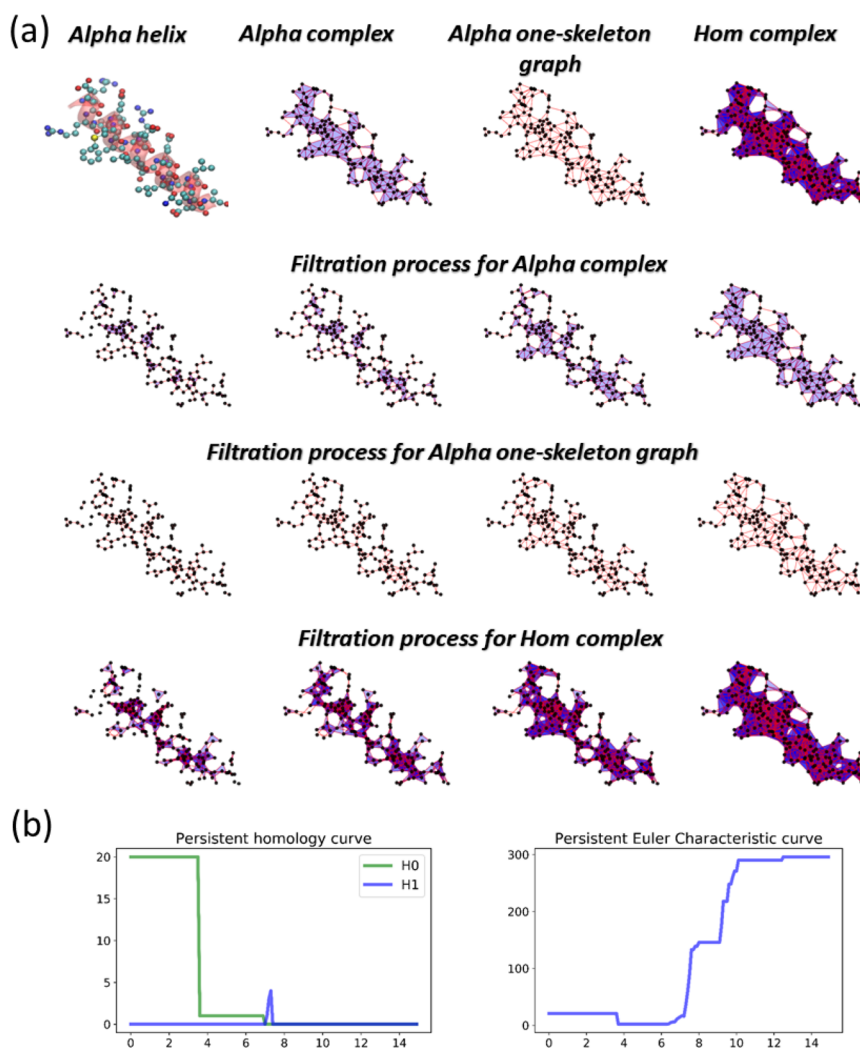 (a)
Alpha helix
Alpha complex
Alpha one-skeleton
graph
Hom complex
Filtration process for Alpha complex
Filtration process for Alpha one-skeleton graph
Filtration process for Hom complex
(b)
Persistent homology curve
20
15
10
5
0
H0
H1
0 2 4 6 8 10 12 14
Persistent Euler Characteristic curve
300
200
100
0
0 2 4 6 8 10 12 14